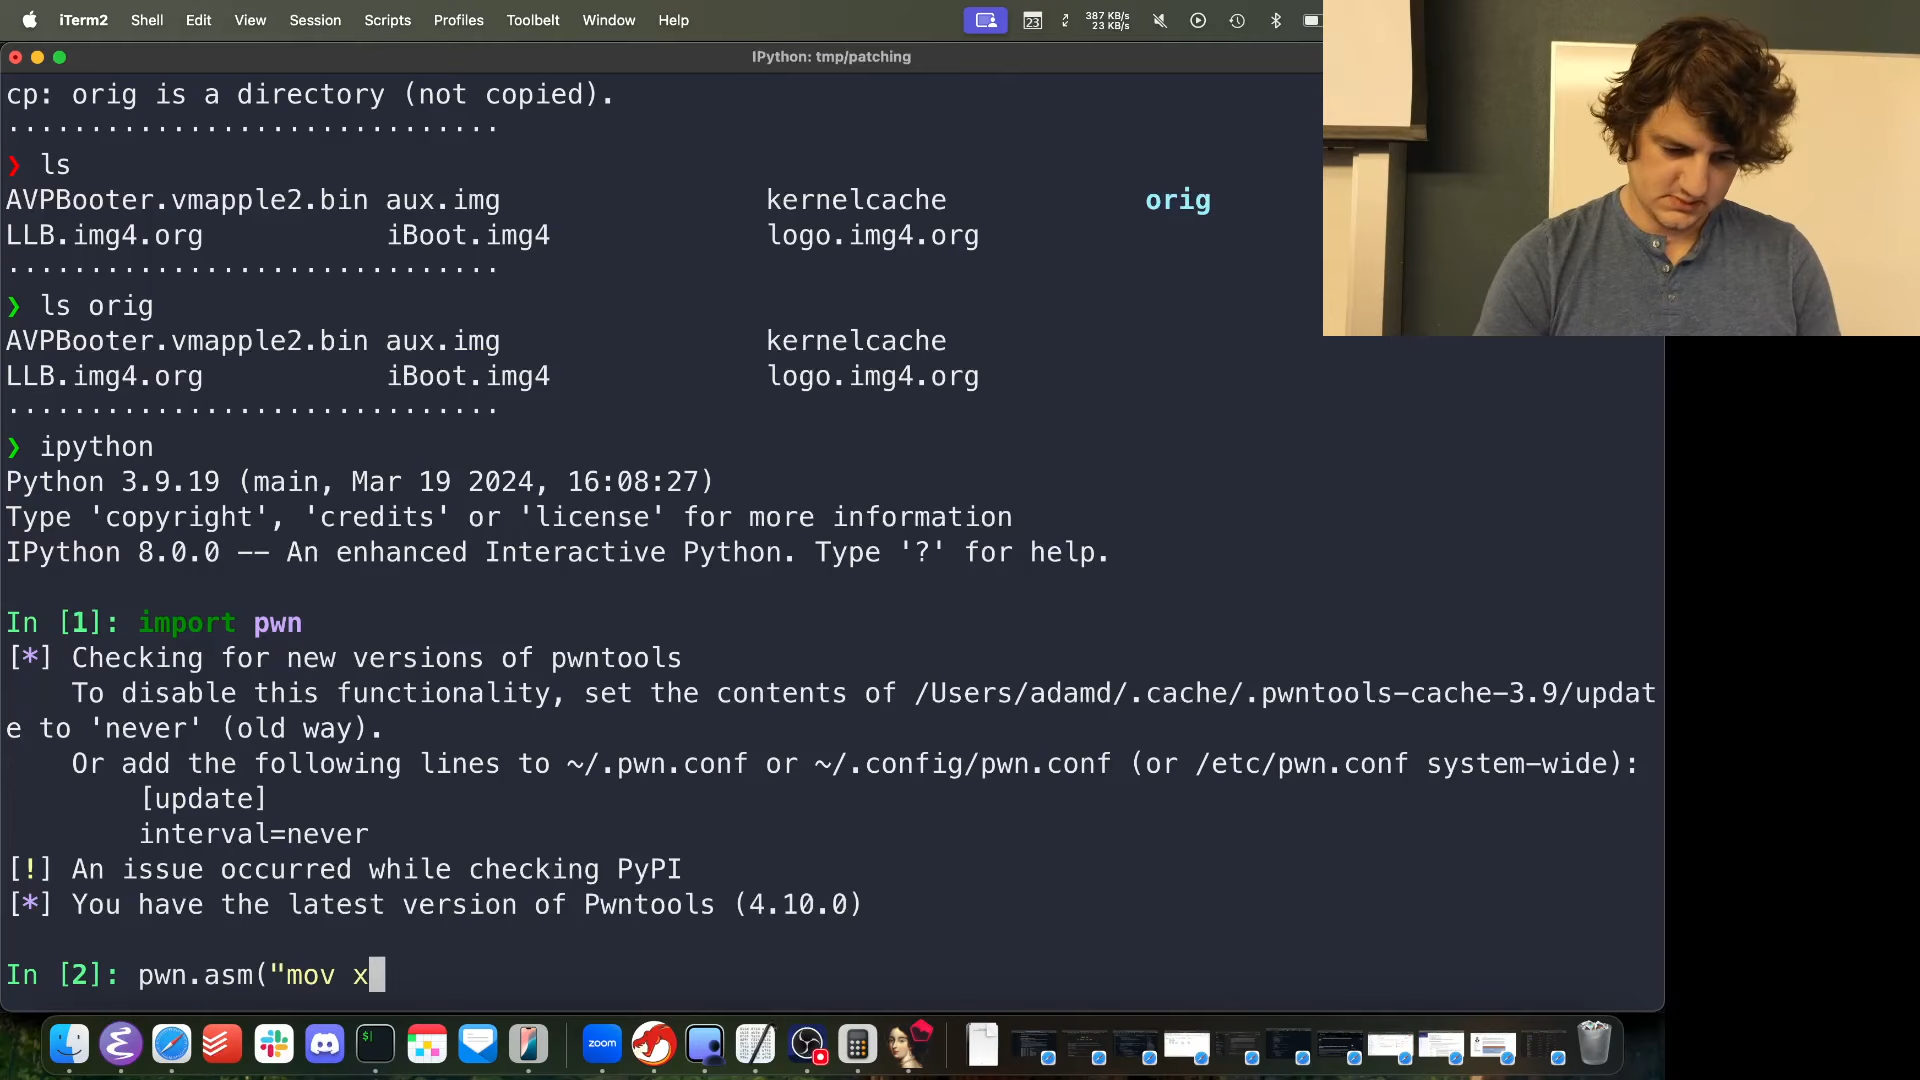 iTerm2 Shell Edit View Session Scripts Profiles Toolbelt Window Help 23 387 KB/s
23 KB/s
IPython: tmp/patching
cp: orig is a directory (not copied).
❯ ls
AVPBooter.vmapple2.bin aux.img kernelcache orig
LLB.img4.org iBoot.img4 logo.img4.org
❯ ls orig
AVPBooter.vmapple2.bin aux.img kernelcache
LLB.img4.org iBoot.img4 logo.img4.org
❯ ipython
Python 3.9.19 (main, Mar 19 2024, 16:08:27)
Type 'copyright', 'credits' or 'license' for more information
IPython 8.0.0 -- An enhanced Interactive Python. Type '?' for help.
In [1]: import pwn
[*] Checking for new versions of pwntools
To disable this functionality, set the contents of /Users/adamd/.cache/.pwntools-cache-3.9/updat
e to 'never' (old way).
Or add the following lines to ~/.pwn.conf or ~/.config/pwn.conf (or /etc/pwn.conf system-wide):
[update]
interval=never
[!] An issue occurred while checking PyPI
[*] You have the latest version of Pwntools (4.10.0)
In [2]: pwn.asm("mov x
zoom